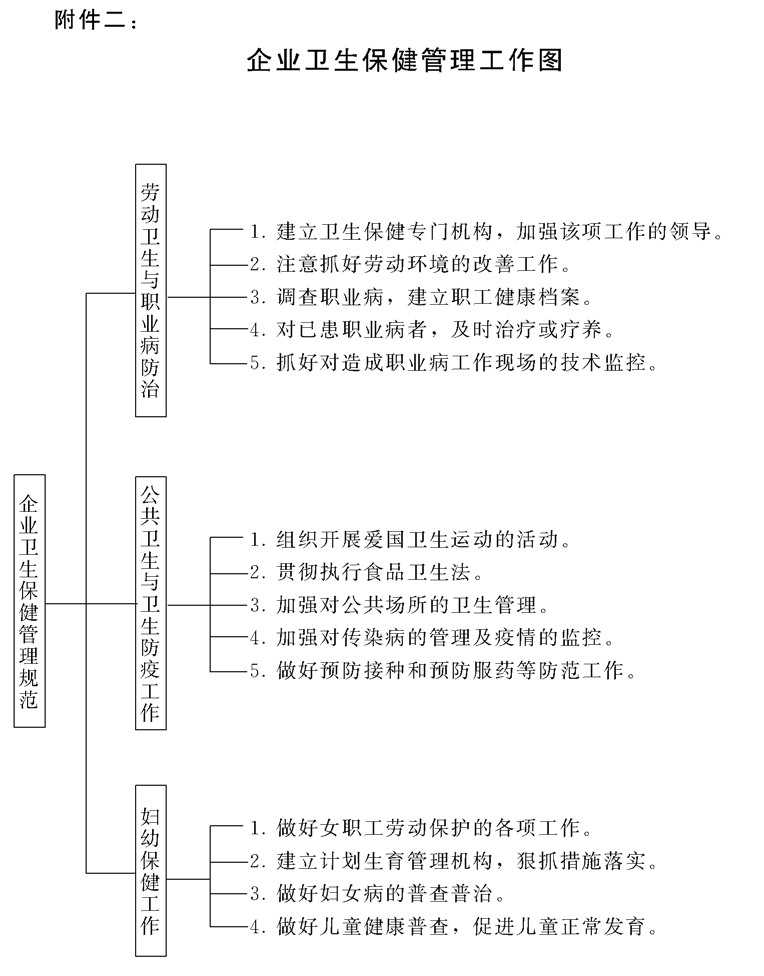 附件二：
企业卫生保健管理工作图
企业卫生保健管理规范
劳动卫生与职业病防治
1. 建立卫生保健专门机构，加强该项工作的领导。
2. 注意抓好劳动环境的改善工作。
3. 调查职业病，建立职工健康档案。
4. 对已患职业病者，及时治疗或疗养。
5. 抓好对造成职业病工作现场的技术监控。
公共卫生与卫生防疫工作
1. 组织开展爱国卫生运动的活动。
2. 贯彻执行食品卫生法。
3. 加强对公共场所的卫生管理。
4. 加强对传染病的管理及疫情的监控。
5. 做好预防接种和预防服药等防范工作。
妇幼保健工作
1. 做好女职工劳动保护的各项工作。
2. 建立计划生育管理机构，狠抓措施落实。
3. 做好妇女病的普查普治。
4. 做好儿童健康普查，促进儿童正常发育。